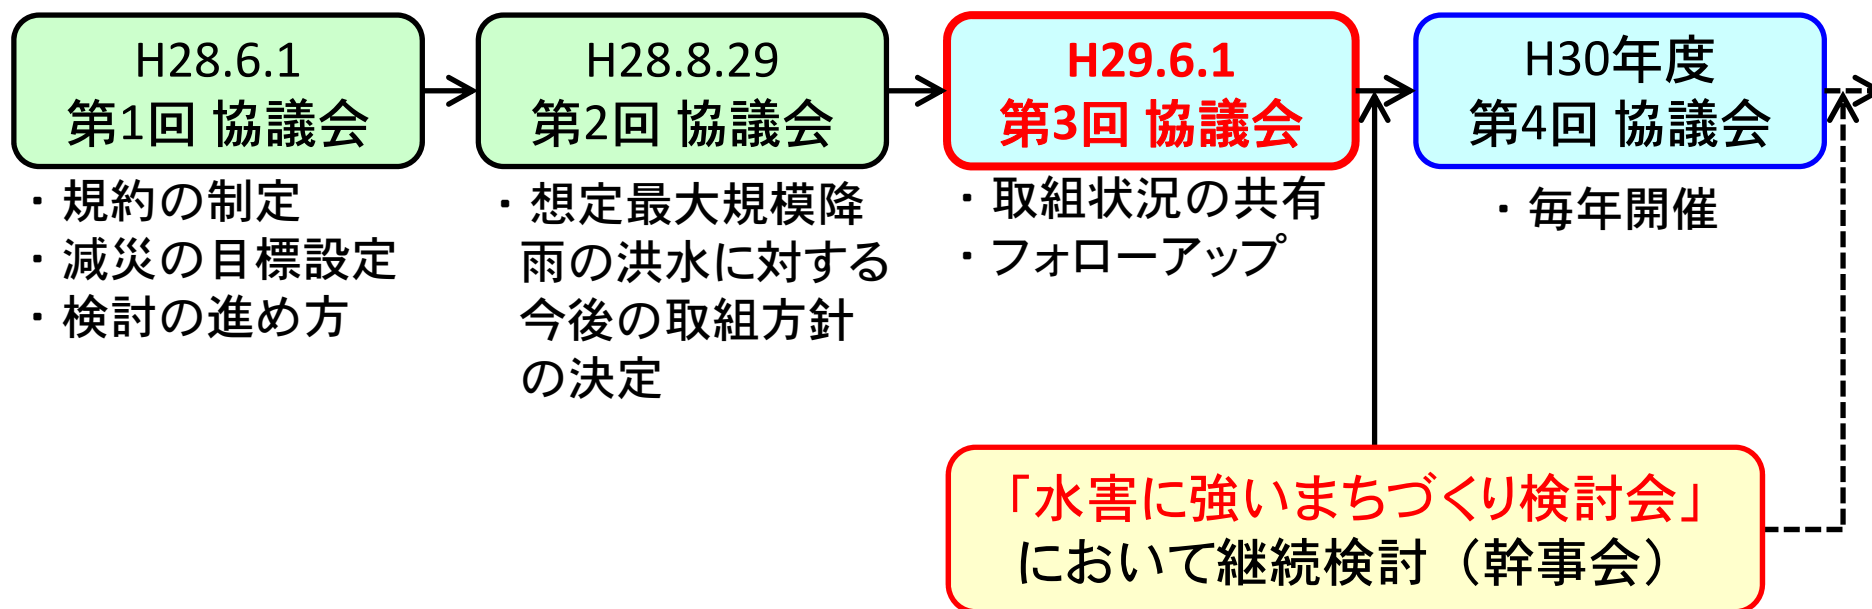 H28.6.1
第1回 協議会
・規約の制定
・減災の目標設定
・検討の進め方
H28.8.29
第2回 協議会
・想定最大規模降
雨の洪水に対する
今後の取組方針
の決定
H29.6.1
第3回 協議会
・取組状況の共有
・フォローアップ
H30年度
第4回 協議会
・毎年開催
「水害に強いまちづくり検討会」
において継続検討（幹事会）